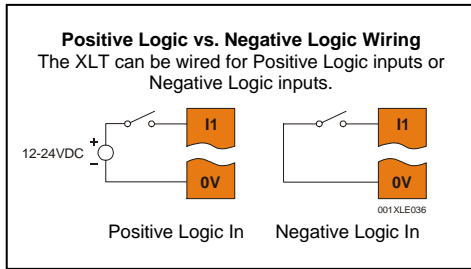 Positive Logic vs. Negative Logic Wiring
The XLT can be wired for Positive Logic inputs or
Negative Logic inputs.
I1
I1
+
12-24VDC
−
0V
0V
001XLE036
Positive Logic In
Negative Logic In